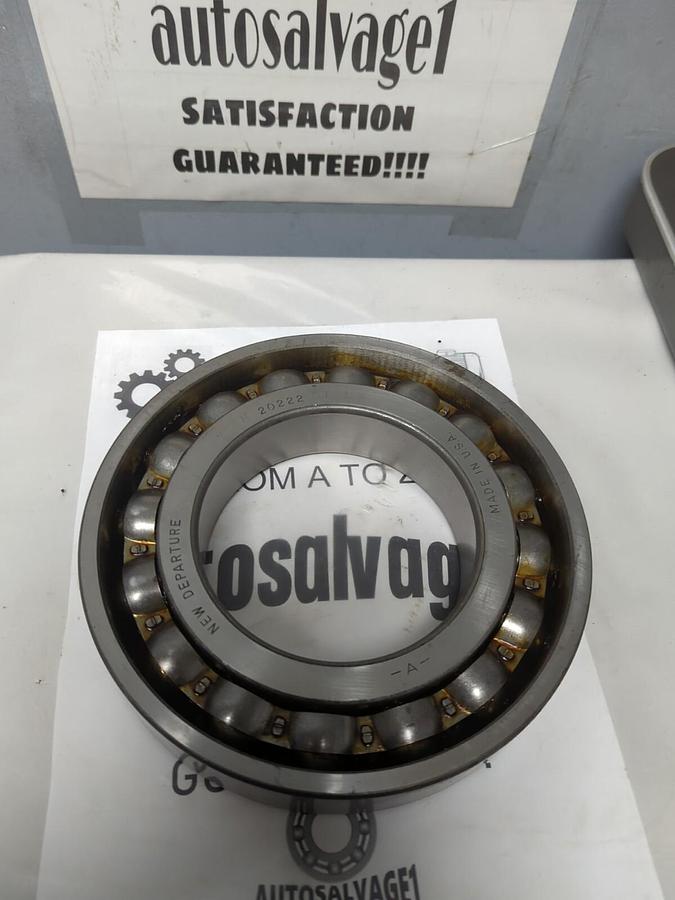 autosalvage1
SATISFACTION
GUARANTEED!!!!
20222
MADE IN USA
NEW DEPARTURE
-A-
OM A TO
osalvag
AUTOSALVAGE1